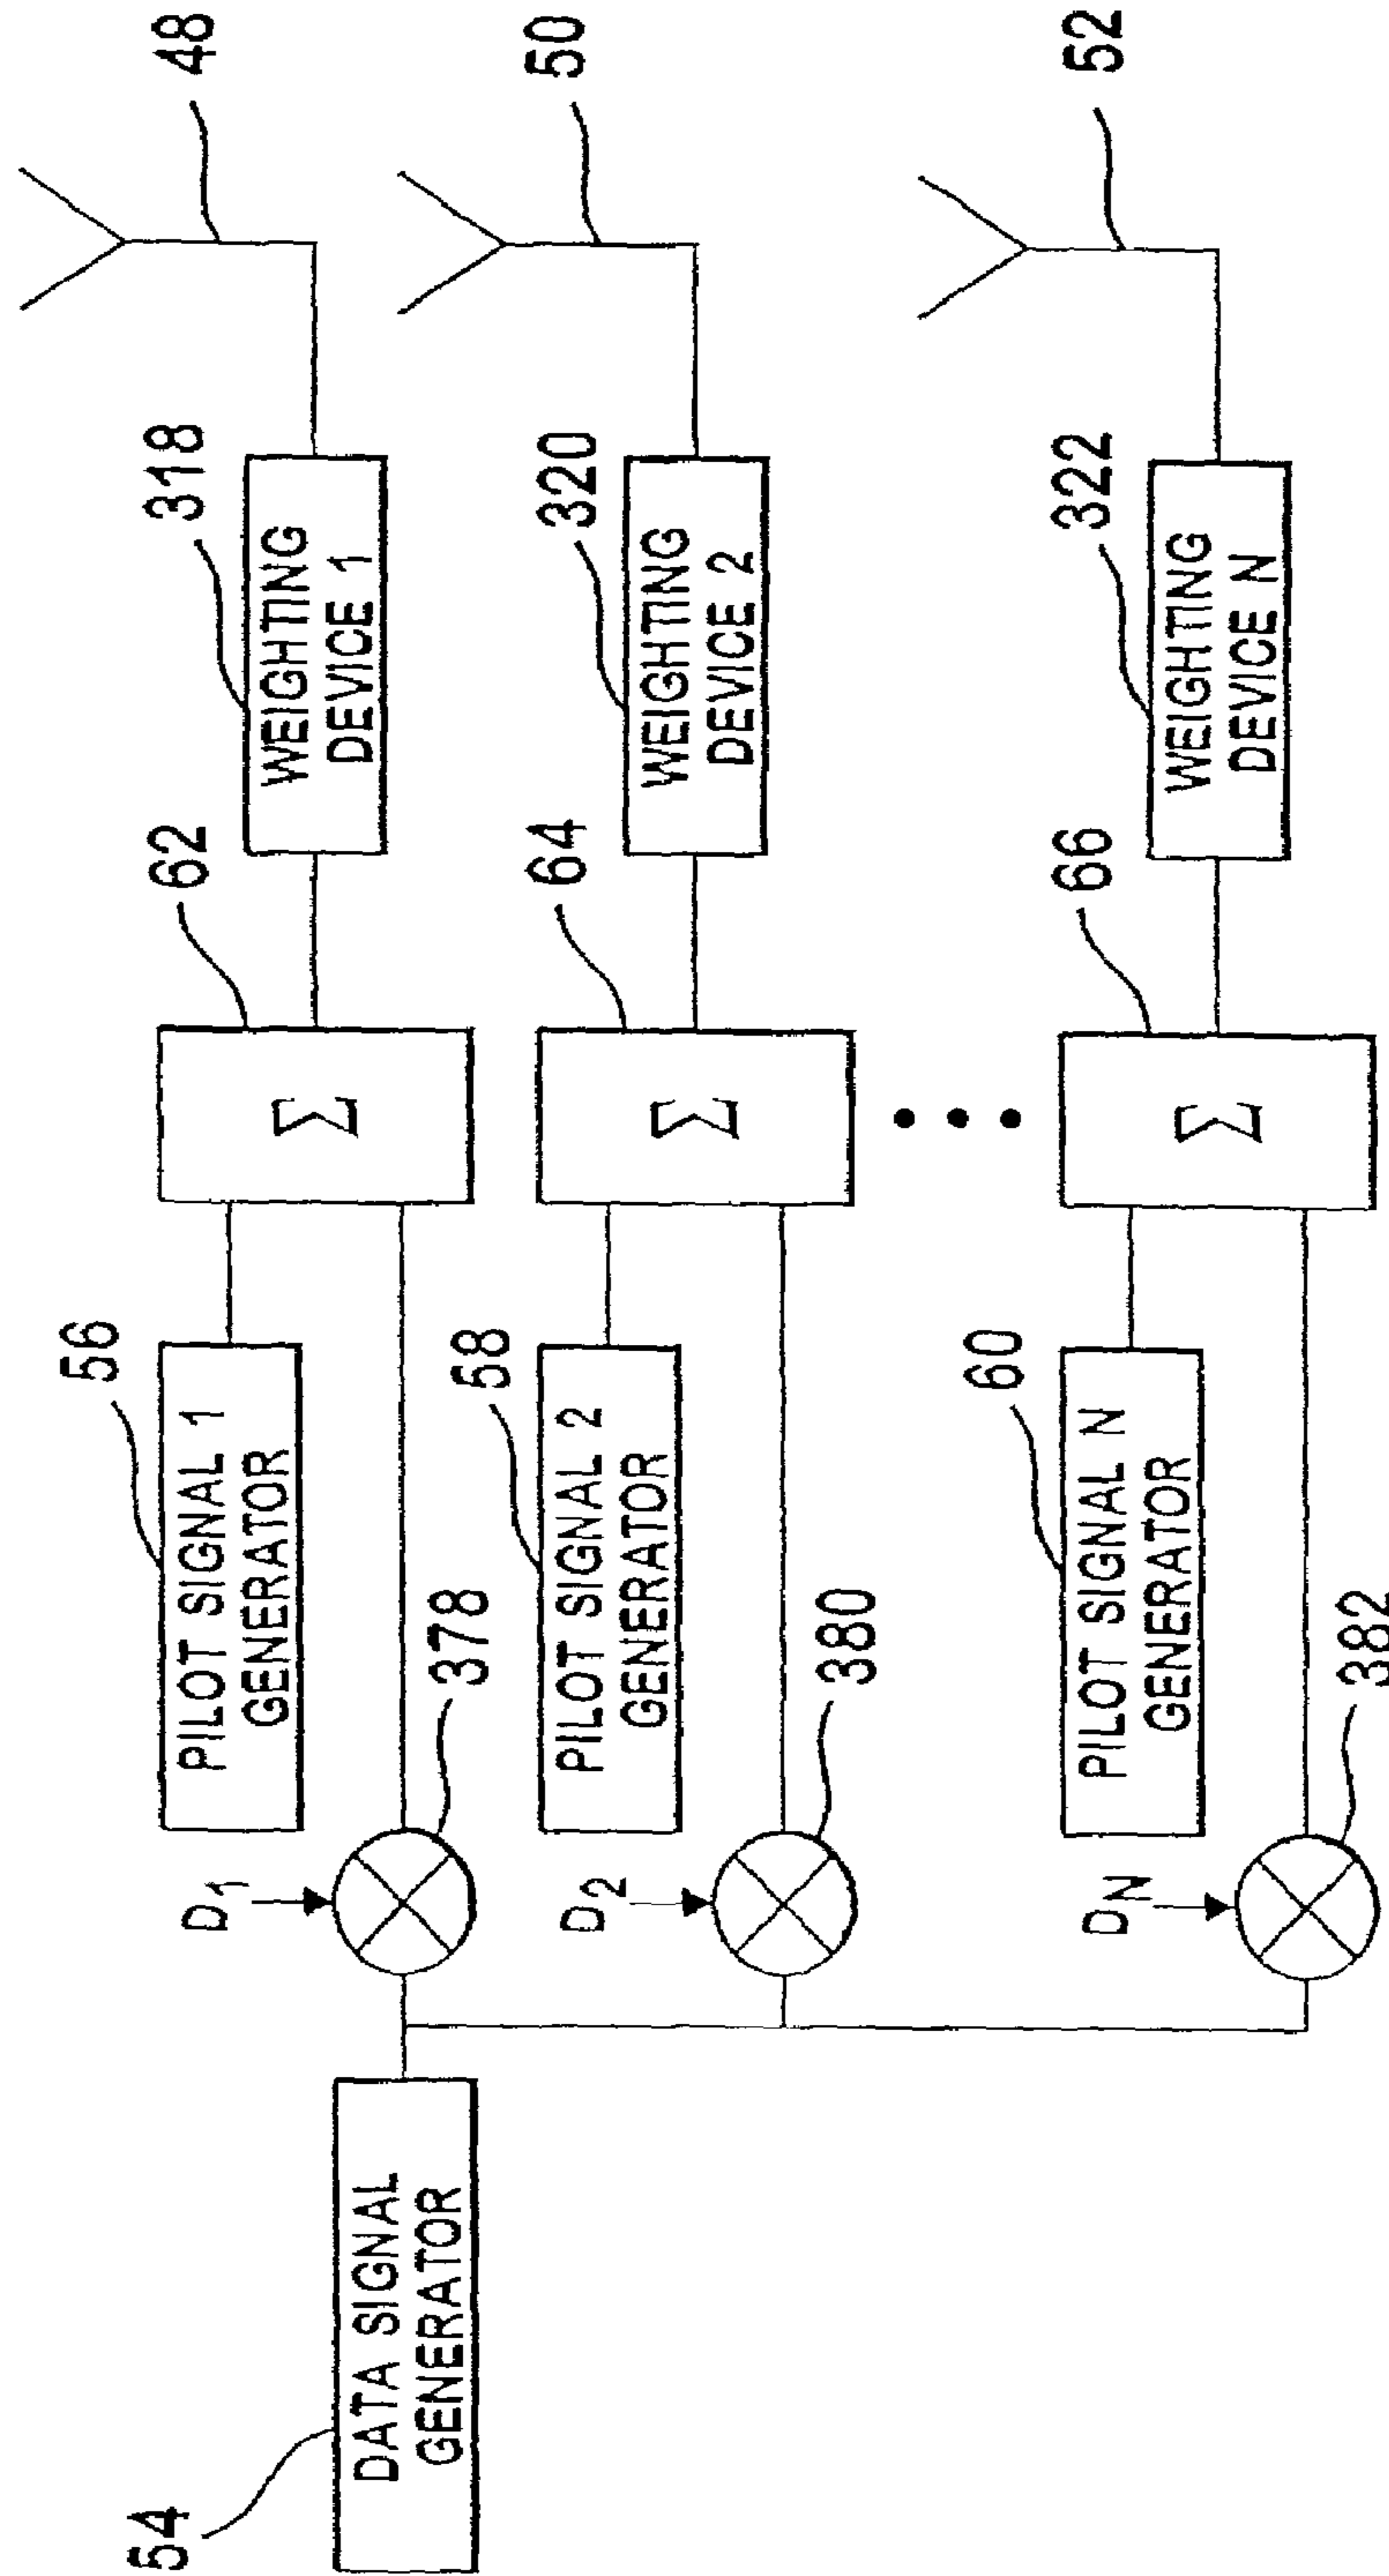 48
318
WEIGHTING
DEVICE 1
62
Σ
56
PILOT SIGNAL 1
GENERATOR
D1
378
50
320
WEIGHTING
DEVICE 2
64
Σ
58
PILOT SIGNAL 2
GENERATOR
D2
380
54
DATA SIGNAL
GENERATOR
52
322
WEIGHTING
DEVICE N
66
Σ
60
PILOT SIGNAL N
GENERATOR
DN
382